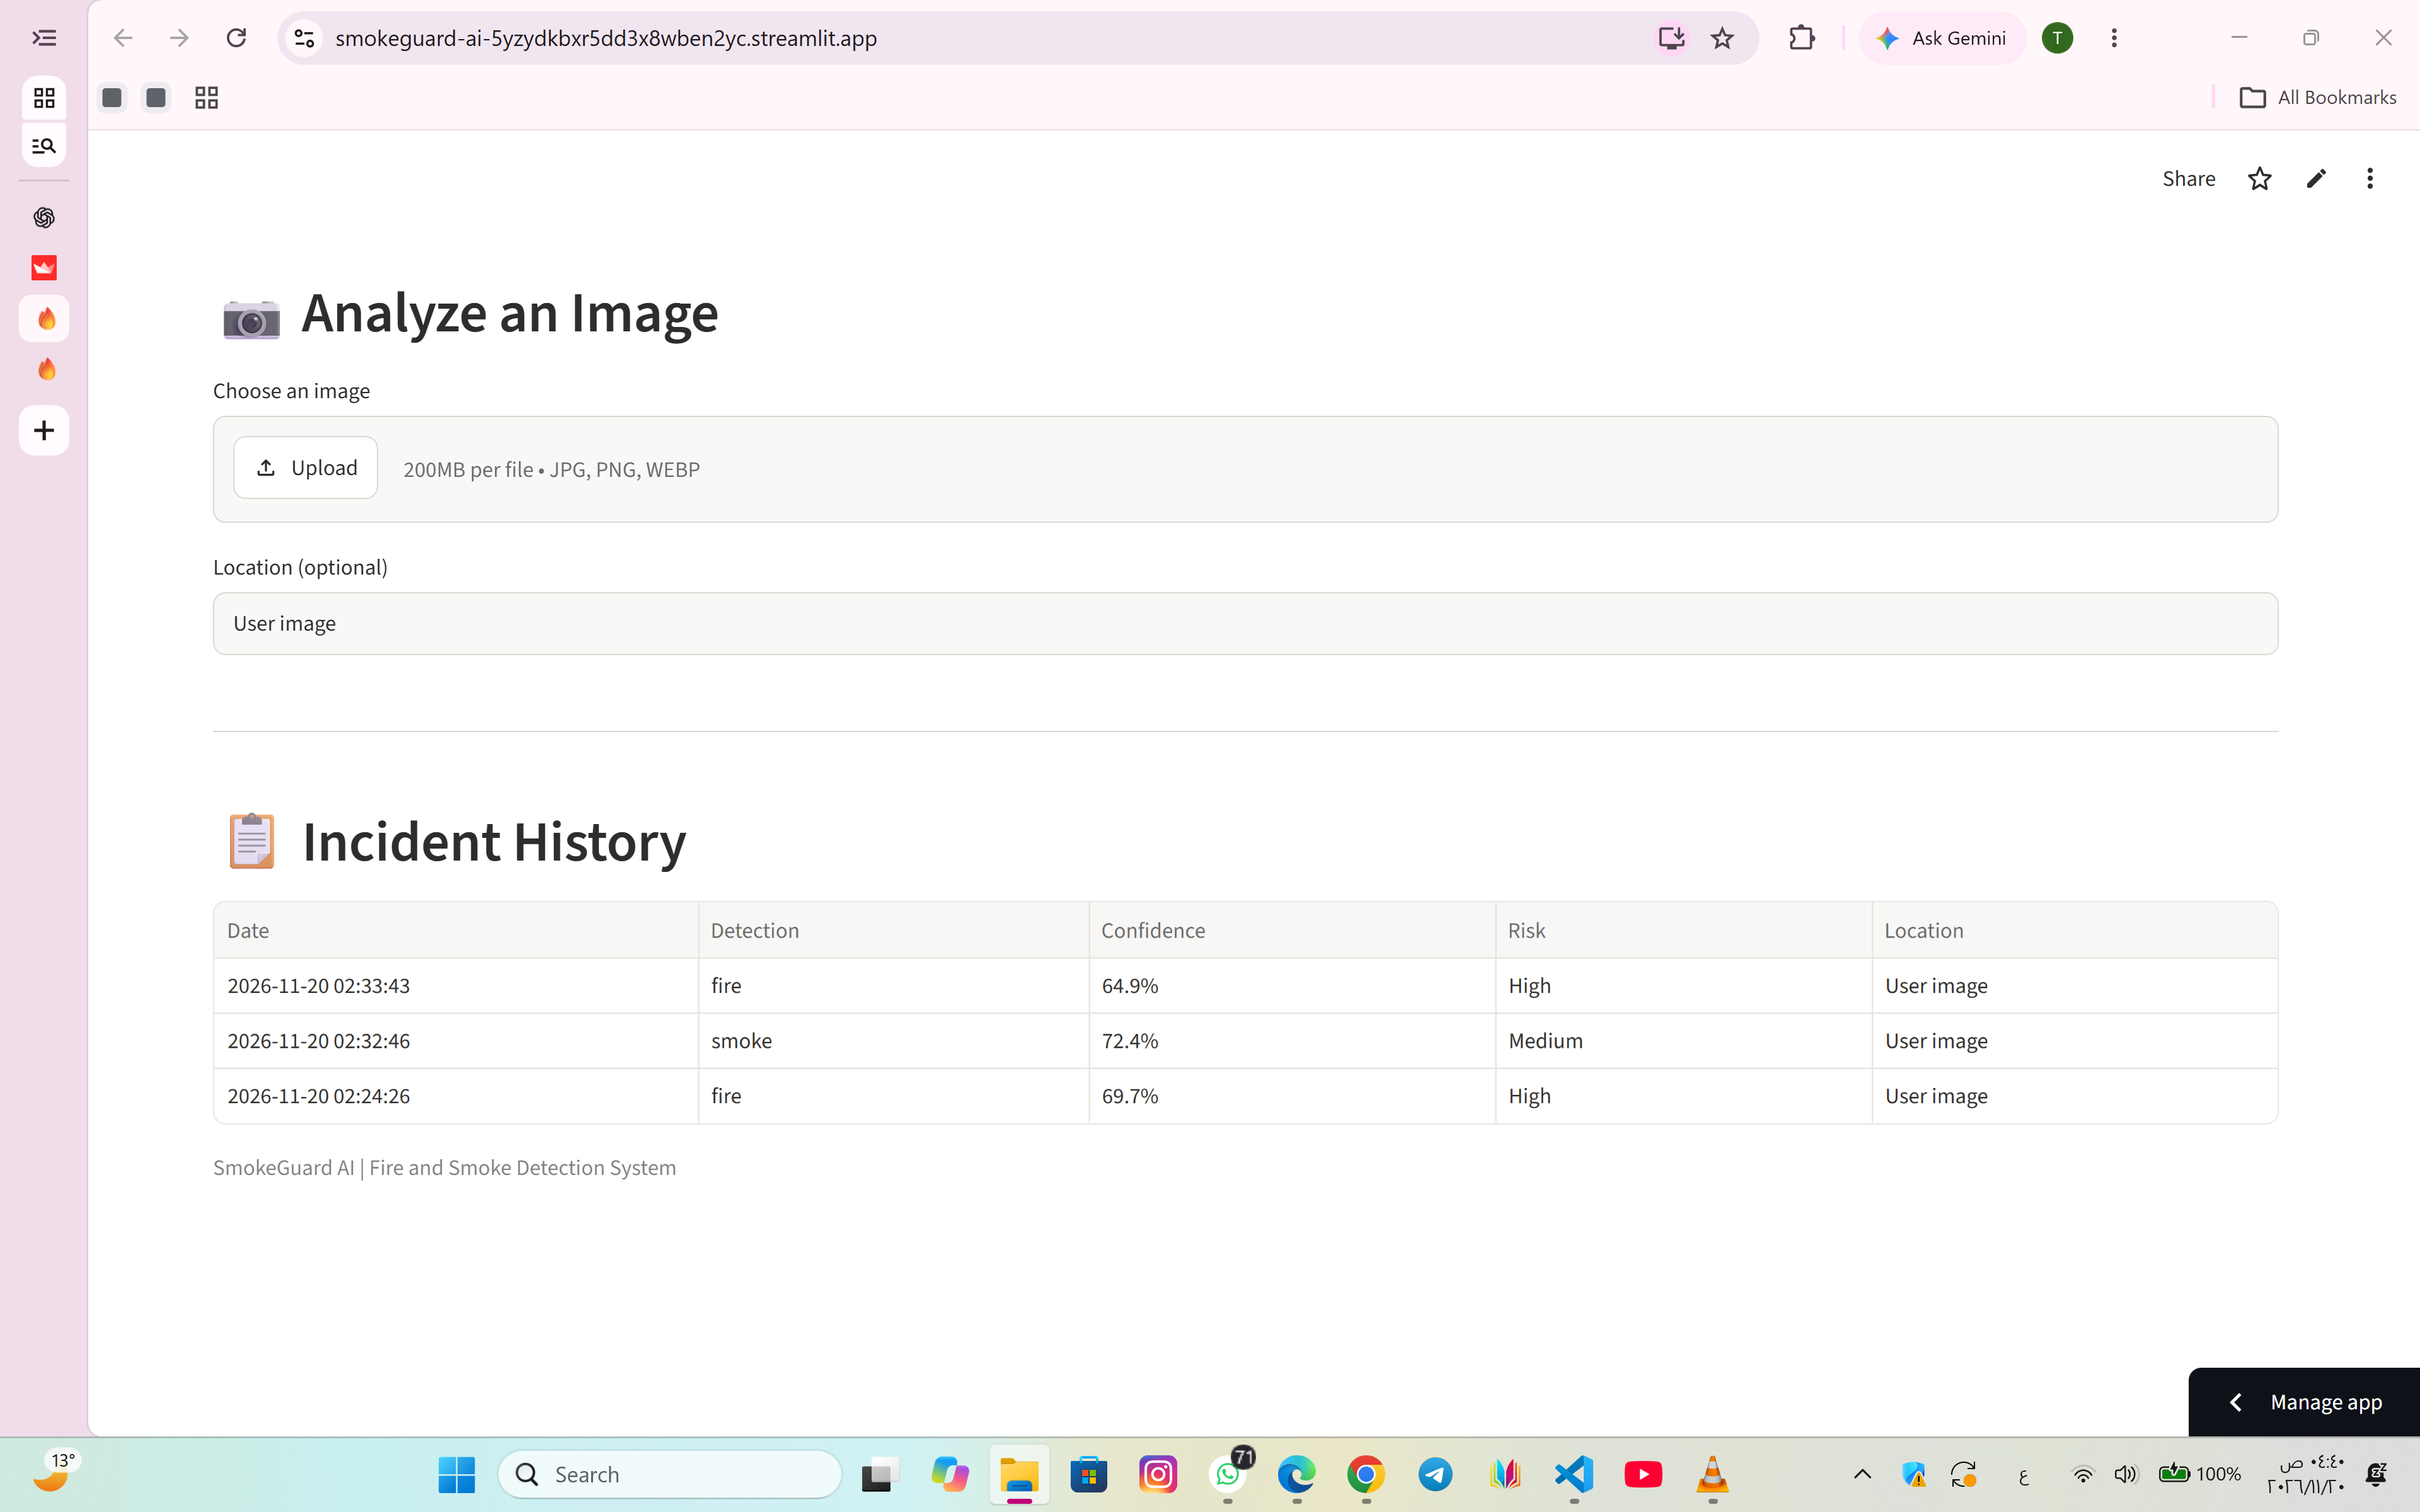 smokeguard-ai-5yzydkbxr5dd3x8wben2yc.streamlit.app
Ask Gemini
T
All Bookmarks
Share
Analyze an Image
Choose an image
Upload
200MB per file • JPG, PNG, WEBP
Location (optional)
User image
Incident History
Date Detection Confidence Risk Location
2026-11-20 02:33:43 fire 64.9% High User image
2026-11-20 02:32:46 smoke 72.4% Medium User image
2026-11-20 02:24:26 fire 69.7% High User image
SmokeGuard AI | Fire and Smoke Detection System
Manage app
13°
Search
71
ع
100%
٠٤:٤٠ ص
٢٠٢٦/١١/٢٠